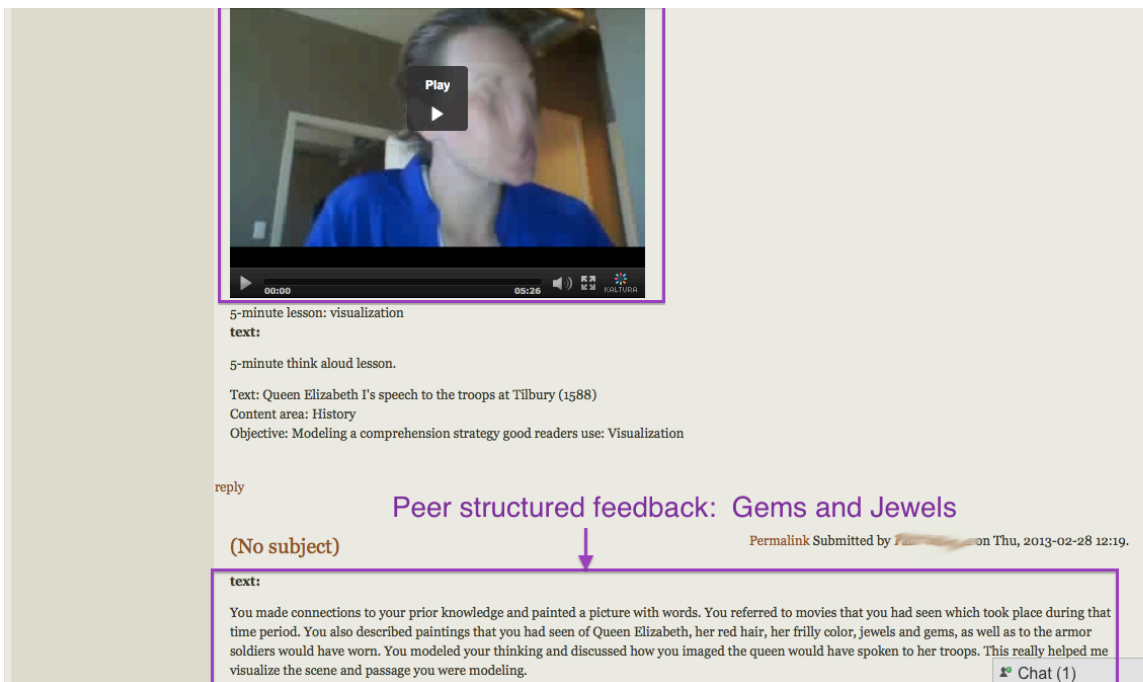 Play
00:00
05:26
KALTURA
5-minute lesson: visualization
text:
5-minute think aloud lesson.
Text: Queen Elizabeth I's speech to the troops at Tilbury (1588)
Content area: History
Objective: Modeling a comprehension strategy good readers use: Visualization
reply
Peer structured feedback: Gems and Jewels
(No subject)
Permalink Submitted by on Thu, 2013-02-28 12:19.
text:
You made connections to your prior knowledge and painted a picture with words. You referred to movies that you had seen which took place during that
time period. You also described paintings that you had seen of Queen Elizabeth, her red hair, her frilly color, jewels and gems, as well as to the armor
soldiers would have worn. You modeled your thinking and discussed how you imaged the queen would have spoken to her troops. This really helped me
visualize the scene and passage you were modeling.
Chat (1)